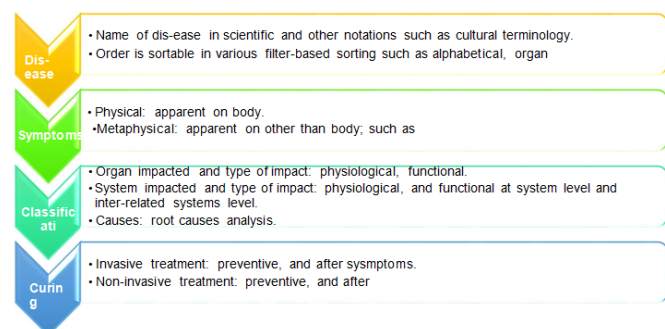 Dis-
ease
• Name of dis-ease in scientific and other notations such as cultural terminology.
• Order is sortable in various filter-based sorting such as alphabetical, organ
Symptoms
• Physical: apparent on body.
•Metaphysical: apparent on other than body; such as
Classific
ati
• Organ impacted and type of impact: physiological, functional.
• System impacted and type of impact: physiological, and functional at system level and
inter-related systems level.
• Causes: root causes analysis.
Curin
g
• Invasive treatment: preventive, and after sysmptoms.
• Non-invasive treatment: preventive, and after